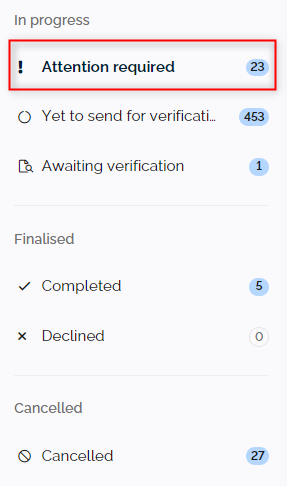 In progress
Attention required 23
Yet to send for verificati... 453
Awaiting verification 1
Finalised
Completed 5
Declined 0
Cancelled
Cancelled 27